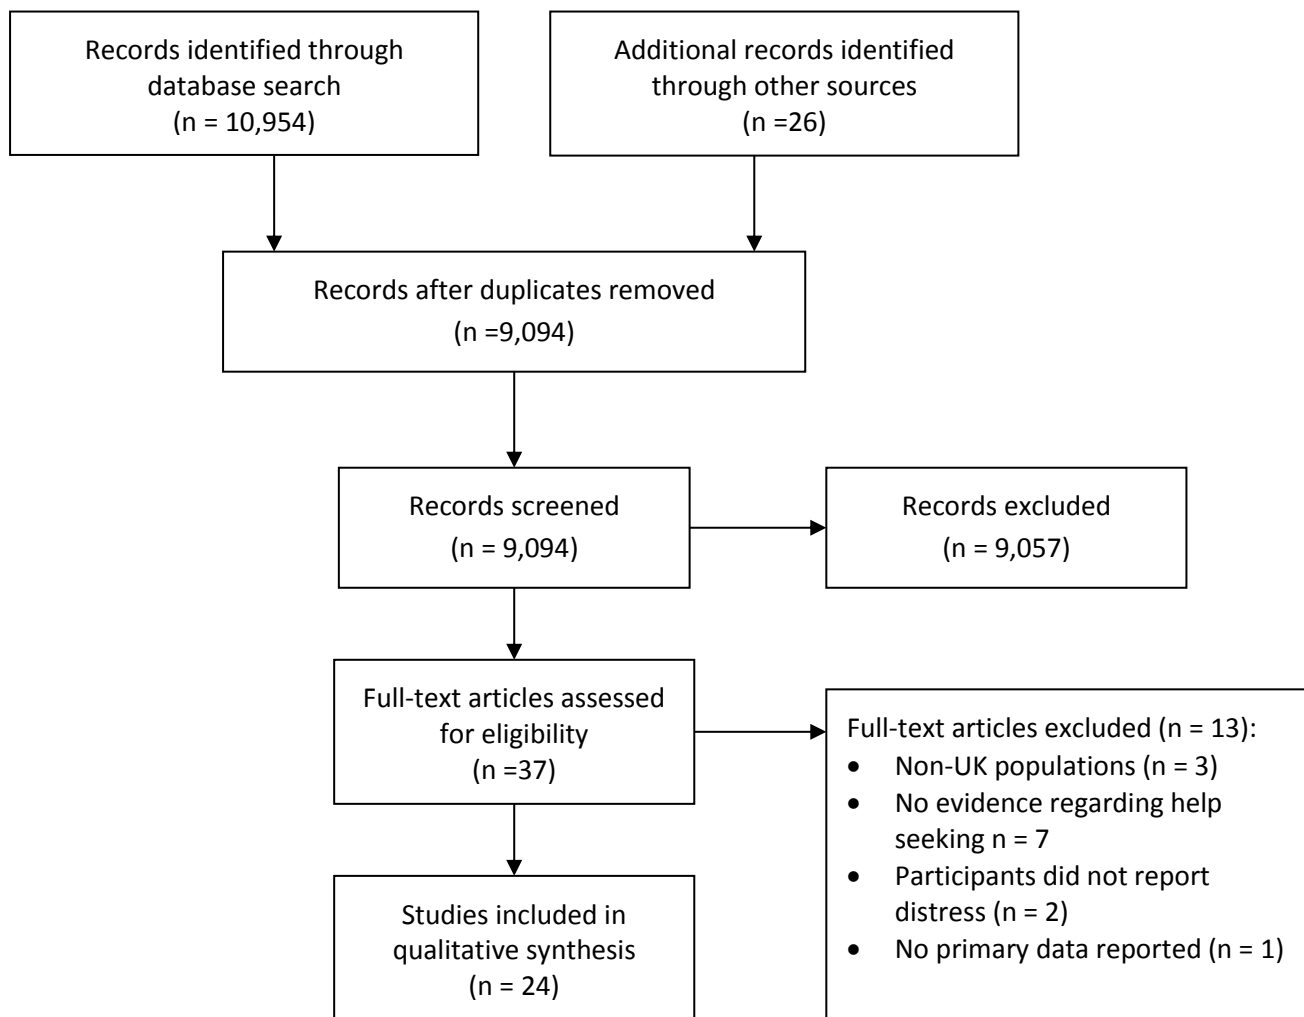 Records identified through
database search
(n = 10,954)
Additional records identified
through other sources
(n =26)
Records after duplicates removed
(n =9,094)
Records screened
(n = 9,094)
Records excluded
(n = 9,057)
Full-text articles assessed
for eligibility
(n =37)
Full-text articles excluded (n = 13):
• Non-UK populations (n = 3)
• No evidence regarding help
seeking n = 7
• Participants did not report
distress (n = 2)
• No primary data reported (n = 1)
Studies included in
qualitative synthesis
(n = 24)